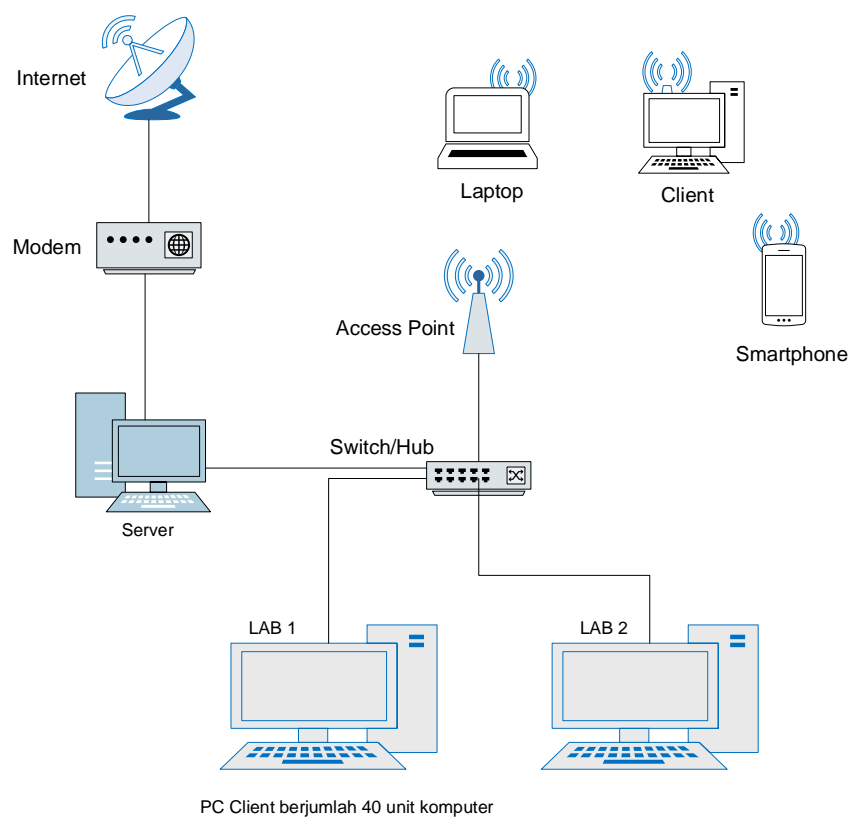 Internet
Laptop
Client
Modem
Access Point
Smartphone
Switch/Hub
Server
LAB 1
LAB 2
PC Client berjumlah 40 unit komputer